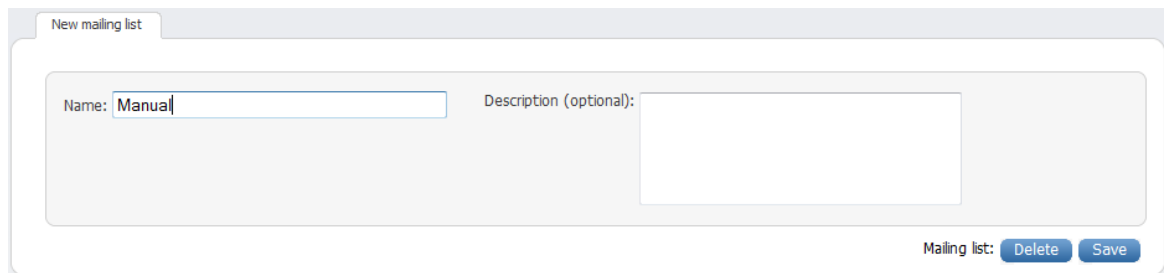 New mailing list
Name: Manual Description (optional):
Mailing list: Delete Save